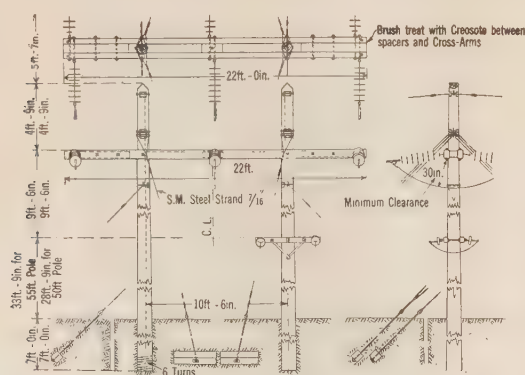 Brush treat with Creosote between
spacers and Cross-Arms
22ft.-0in.
5ft.-7in.
4ft.-9in.
4ft.-9in.
22ft.
30in.
S.M. Steel Strand 7/16"
Minimum Clearance
9ft.-6in.
9ft.-6in.
C.L.
33ft.-9in. for
55ft. Pole
28ft.-9in. for
50ft Pole
10ft-6in.
7ft.-0in.
7ft.-0in.
6 Turns